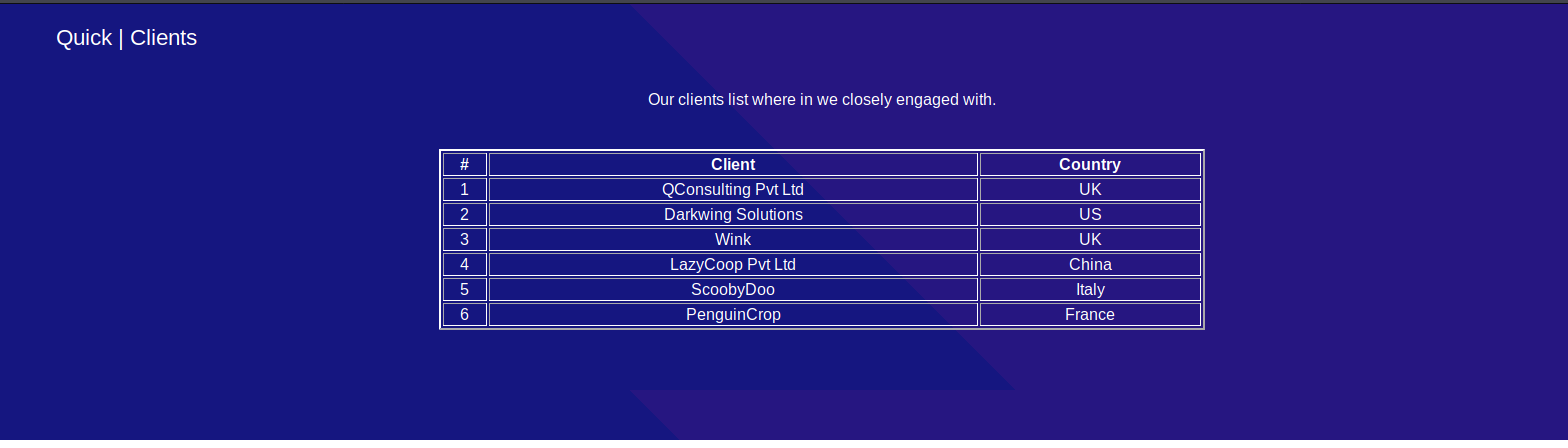 Quick | Clients
Our clients list where in we closely engaged with.
# Client Country
1 QConsulting Pvt Ltd UK
2 Darkwing Solutions US
3 Wink UK
4 LazyCoop Pvt Ltd China
5 ScoobyDoo Italy
6 PenguinCrop France